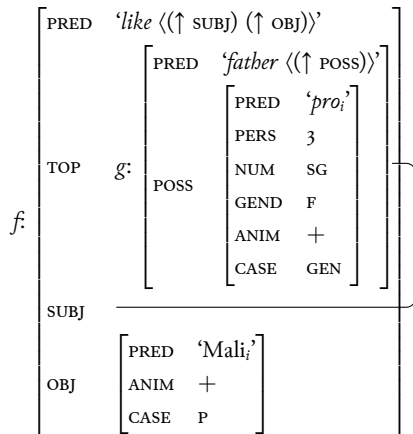 PRED ‘like ⟨(↑ SUBJ) (↑ OBJ)⟩’
PRED ‘father ⟨(↑ POSS)⟩’
PRED ‘proᵢ’
PERS 3
TOP g: NUM SG
POSS
GEND F
f:
ANIM +
CASE GEN
SUBJ
PRED ‘Maliᵢ’
OBJ ANIM +
CASE P